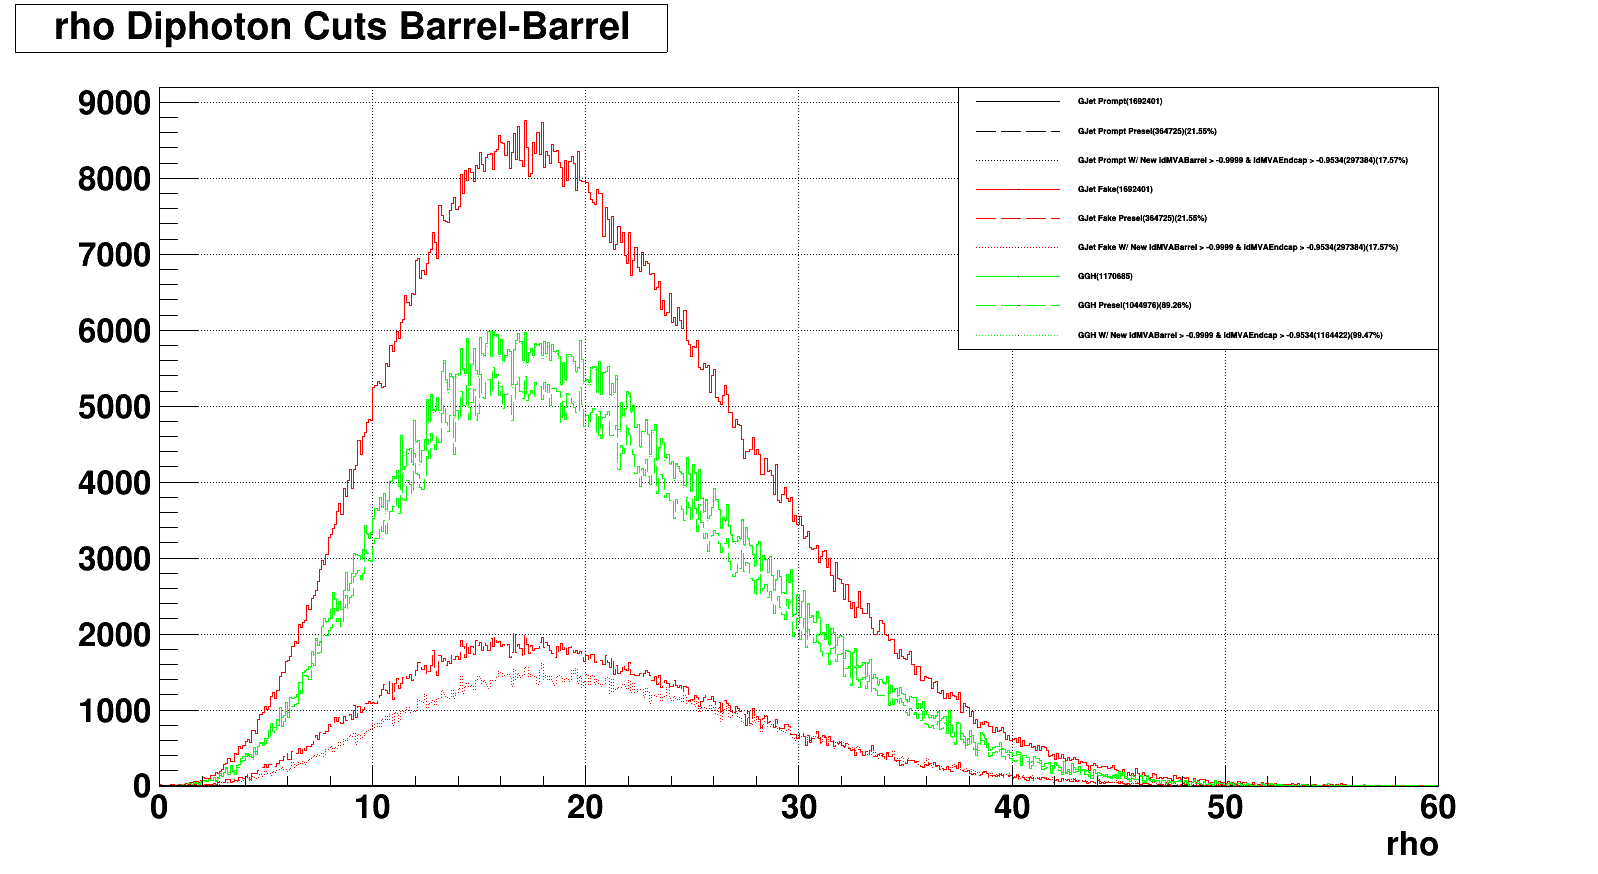 rho Diphoton Cuts Barrel-Barrel
9000
8000
7000
6000
5000
4000
3000
2000
1000
0
0 10 20 30 40 50 60
rho
GJet Prompt(1692401)
GJet Prompt Presel(364725)(21.55%)
GJet Prompt W/ New idMVABarrel > -0.9999 & idMVAEndcap > -0.9534(297384)(17.57%)
GJet Fake(1692401)
GJet Fake Presel(364725)(21.55%)
GJet Fake W/ New idMVABarrel > -0.9999 & idMVAEndcap > -0.9534(297384)(17.57%)
GGH(1170685)
GGH Presel(1044976)(89.26%)
GGH W/ New idMVABarrel > -0.9999 & idMVAEndcap > -0.9534(1164422)(99.47%)